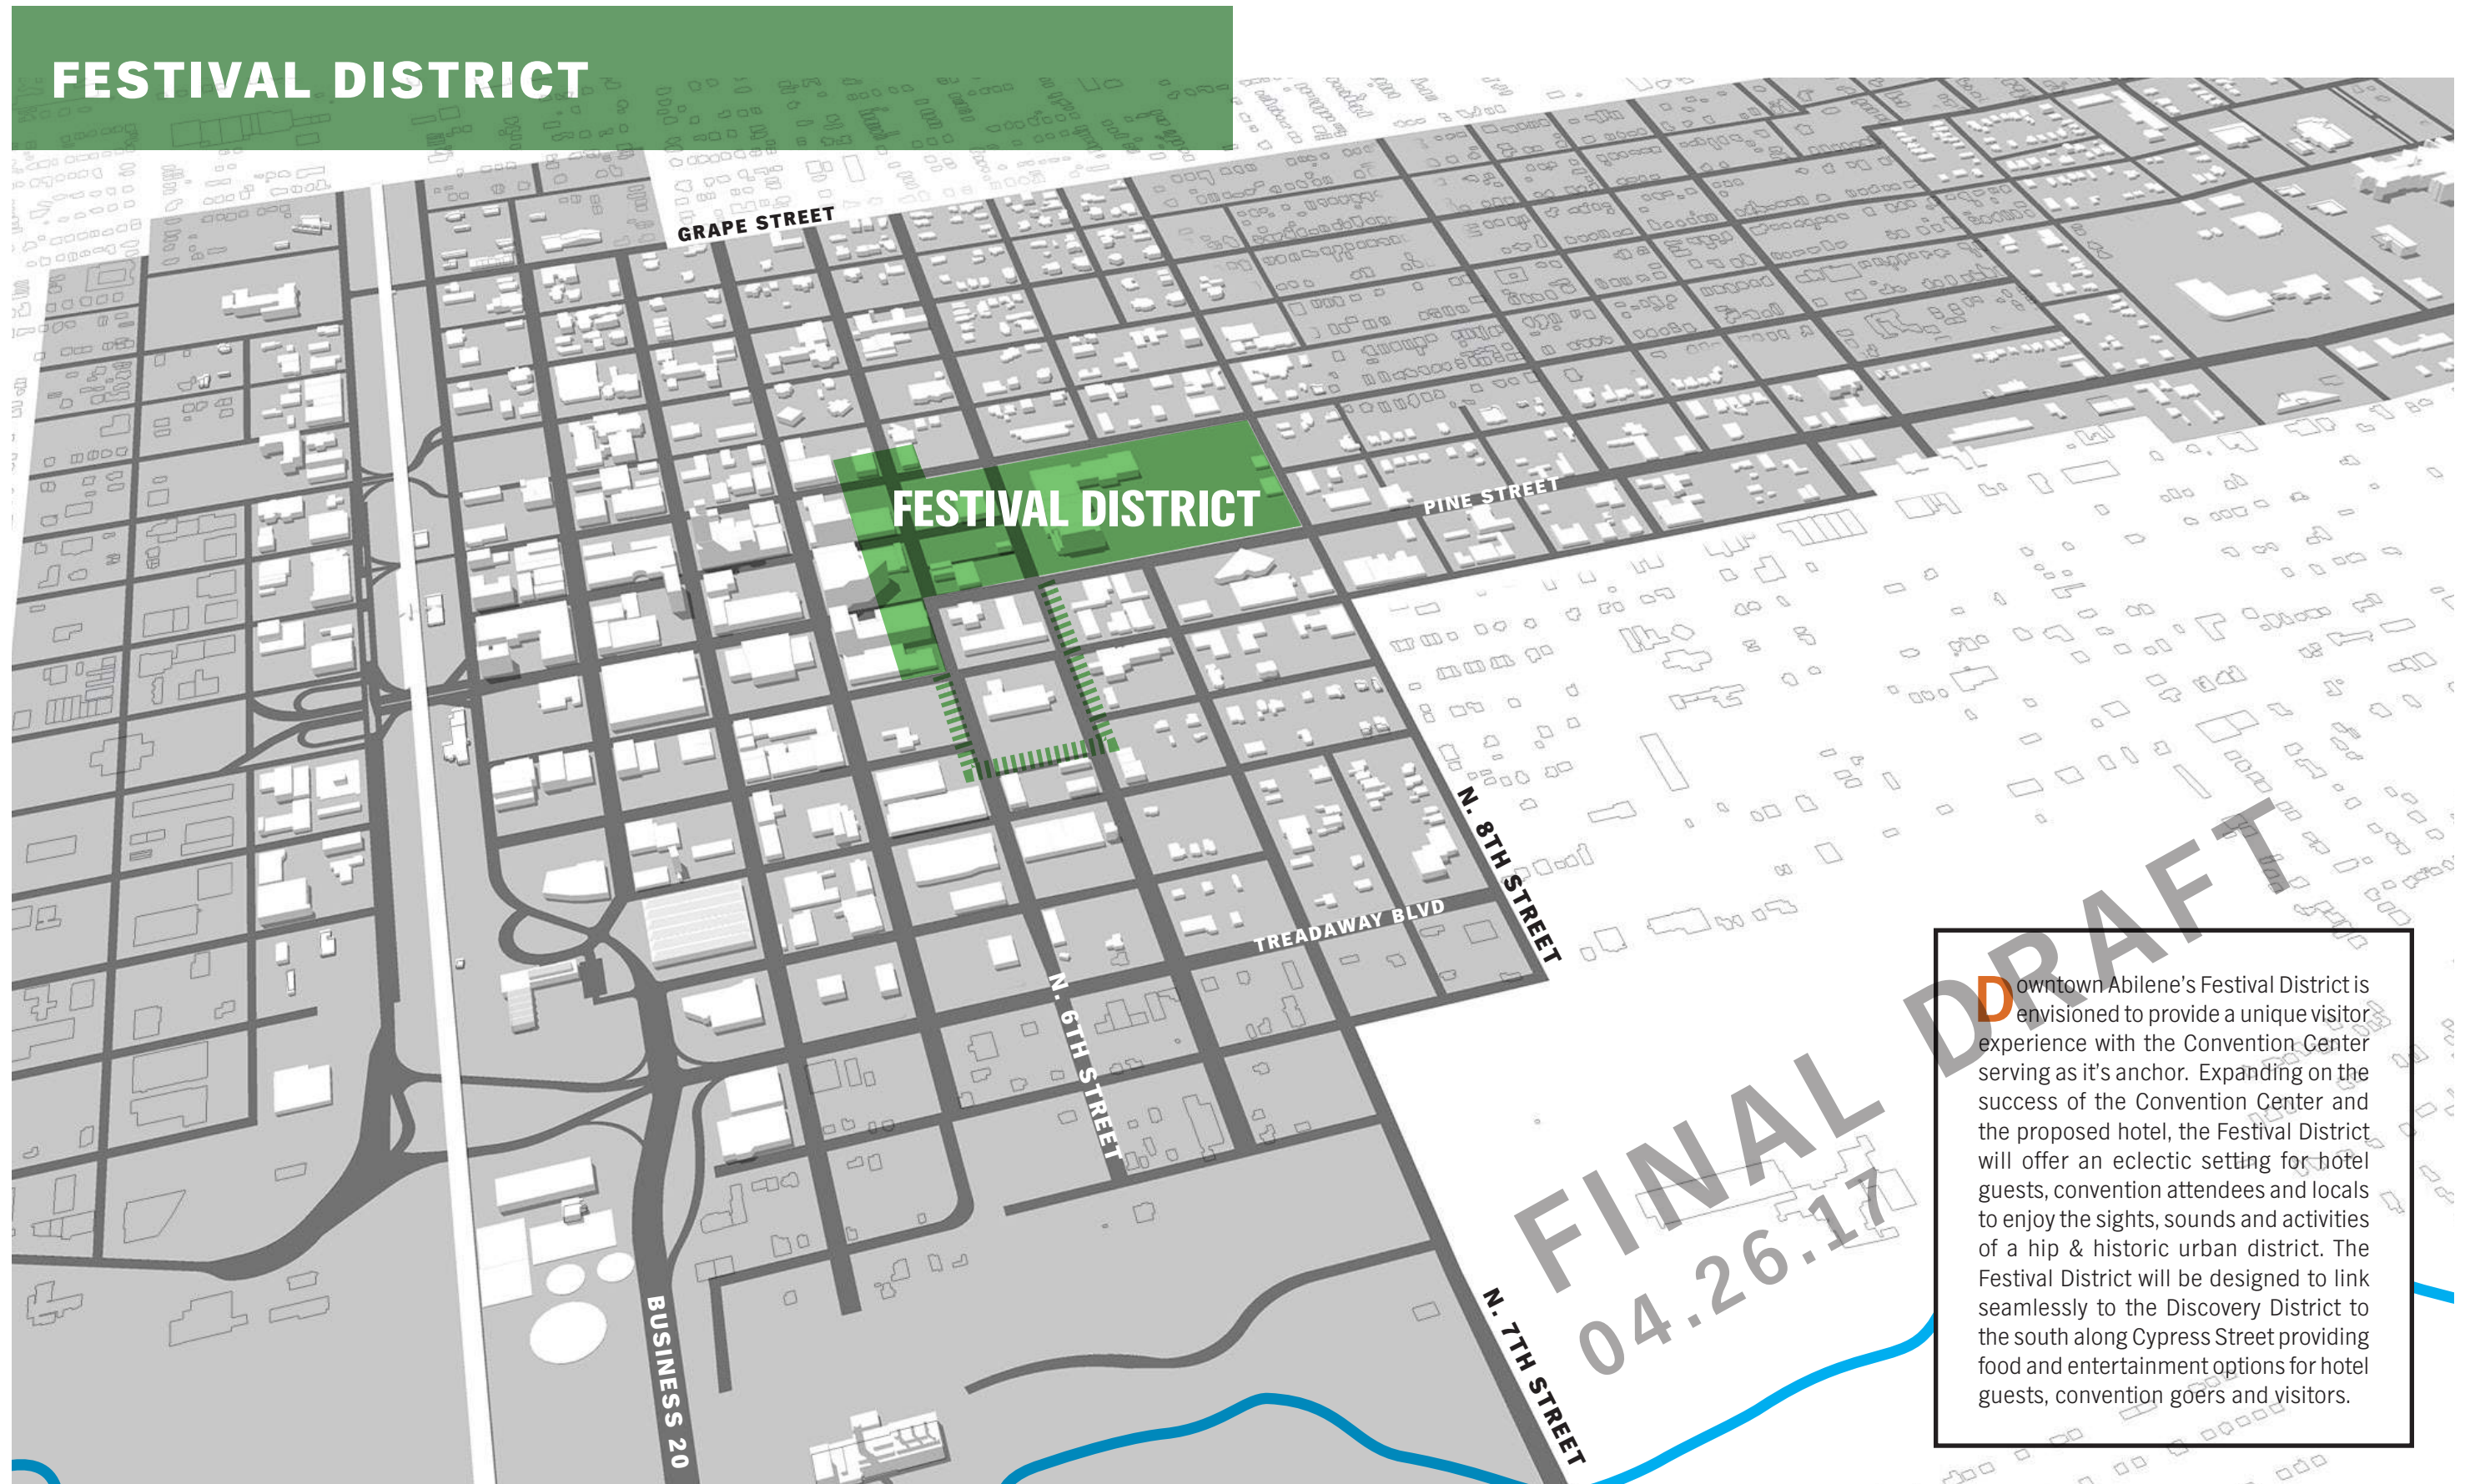 FESTIVAL DISTRICT
GRAPE STREET
FESTIVAL DISTRICT
PINE STREET
N. 8TH STREET
TREADAWAY BLVD
N. 6TH STREET
BUSINESS 20
N. 7TH STREET
FINAL DRAFT
04.26.17
Downtown Abilene's Festival District is
envisioned to provide a unique visitor
experience with the Convention Center
serving as it's anchor. Expanding on the
success of the Convention Center and
the proposed hotel, the Festival District
will offer an eclectic setting for hotel
guests, convention attendees and locals
to enjoy the sights, sounds and activities
of a hip & historic urban district. The
Festival District will be designed to link
seamlessly to the Discovery District to
the south along Cypress Street providing
food and entertainment options for hotel
guests, convention goers and visitors.